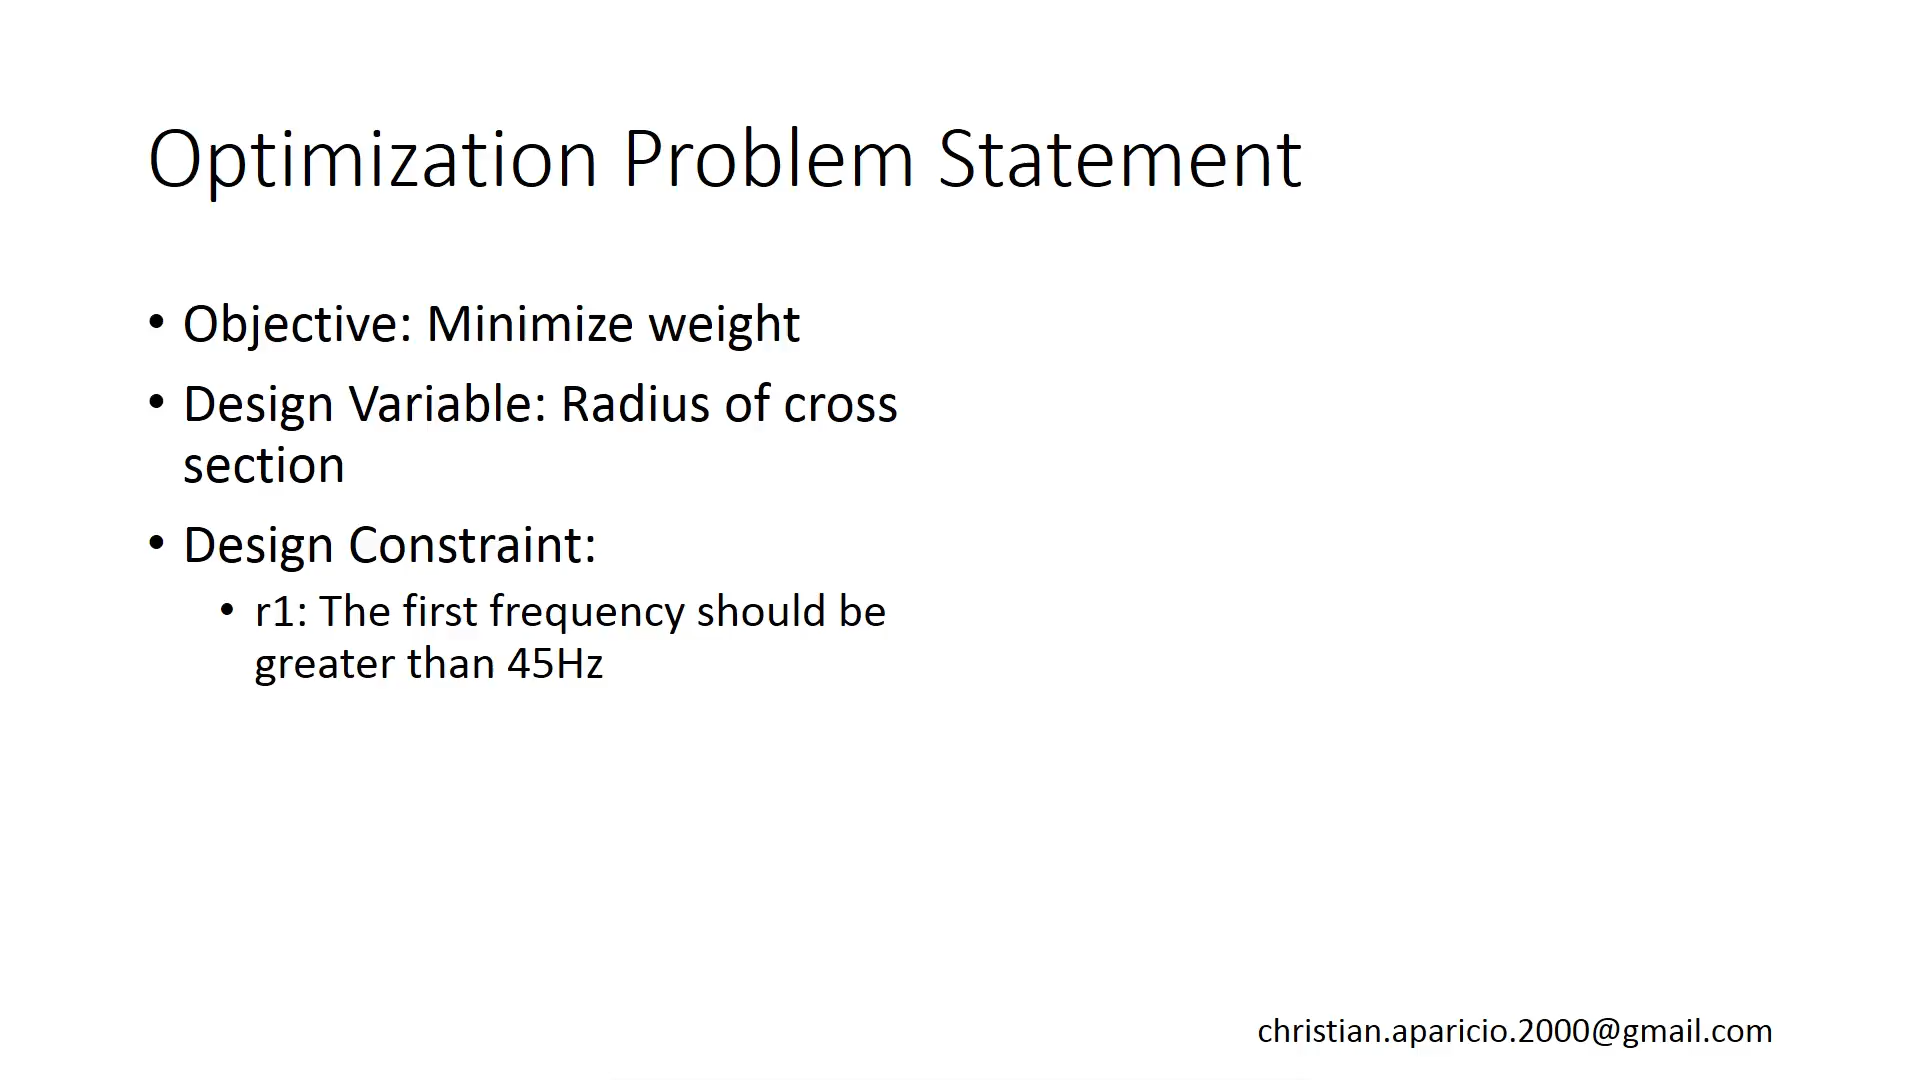 Optimization Problem Statement
• Objective: Minimize weight
• Design Variable: Radius of cross
section
• Design Constraint:
• r1: The first frequency should be
greater than 45Hz
christian.aparicio.2000@gmail.com